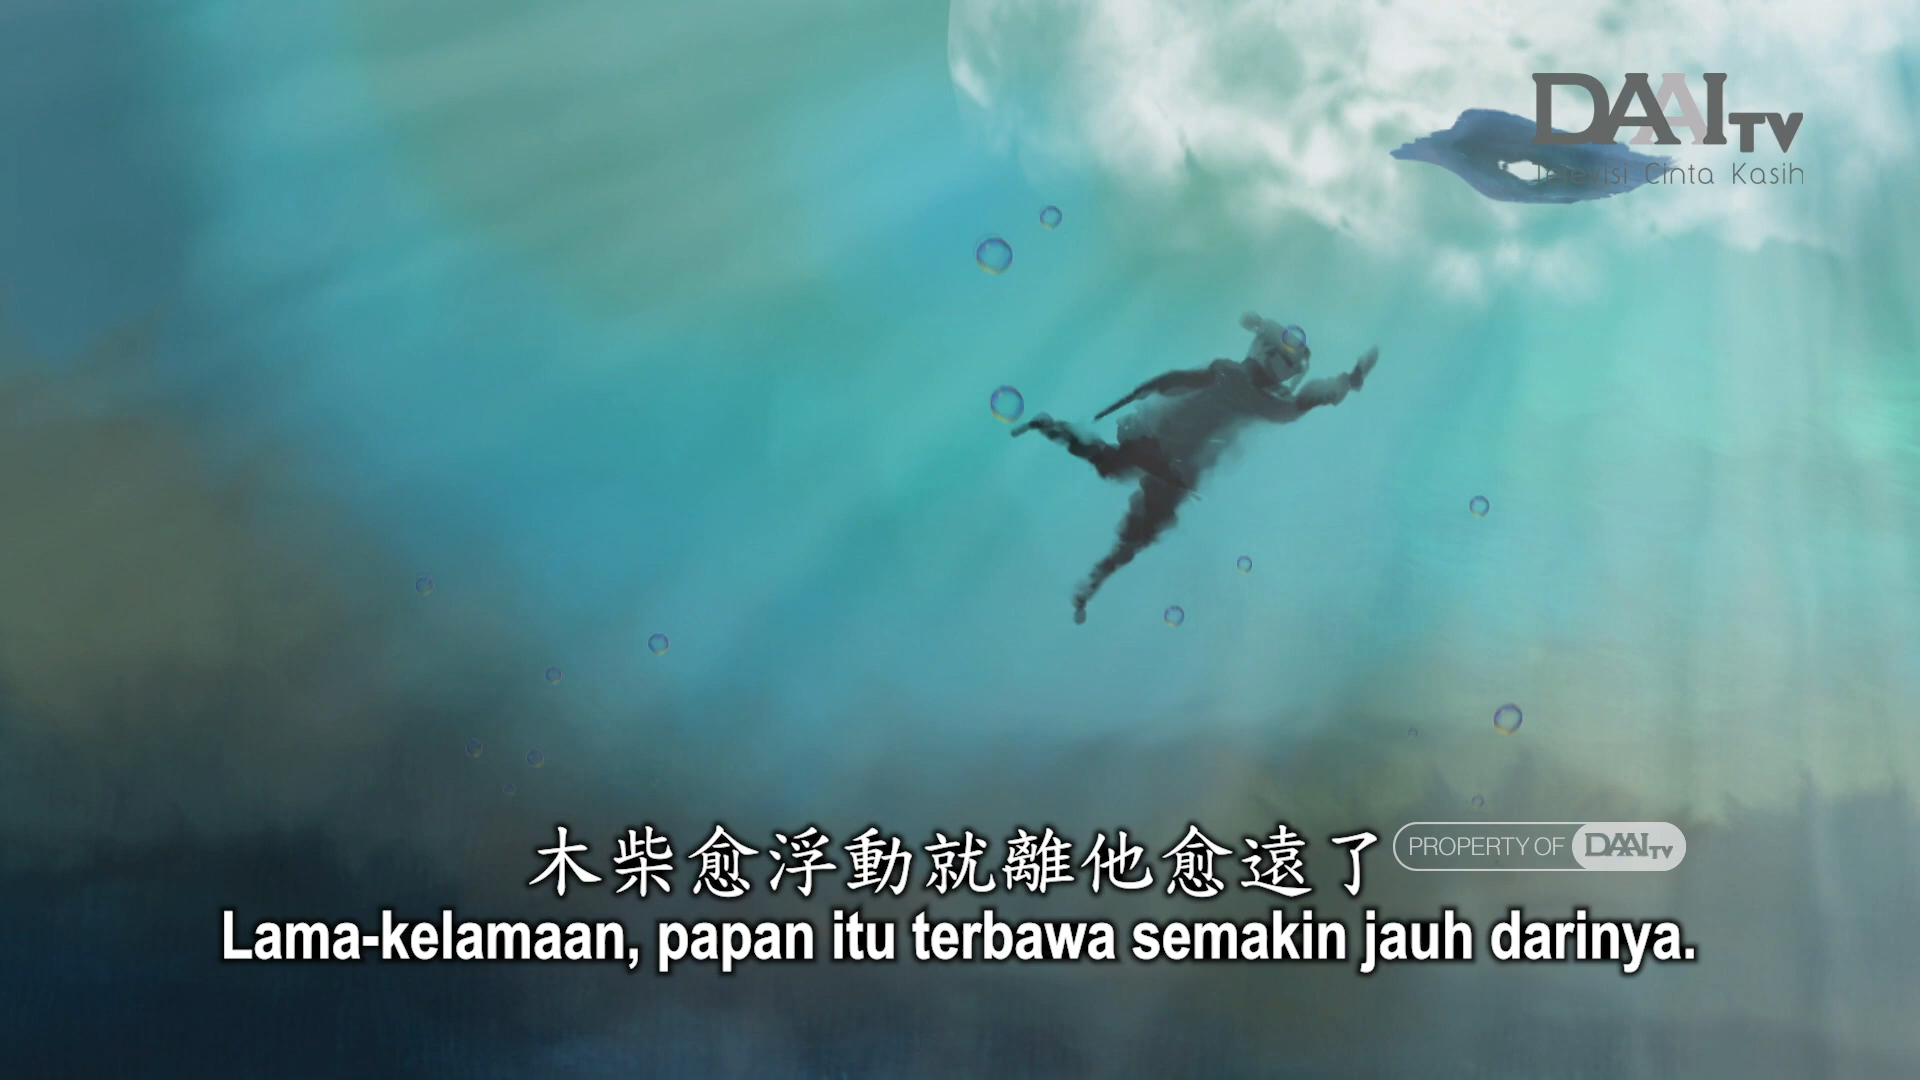 DAAI TV
Televisi Cinta Kasih
木柴愈浮動就離他愈遠了
PROPERTY OF DAAI TV
Lama-kelamaan, papan itu terbawa semakin jauh darinya.